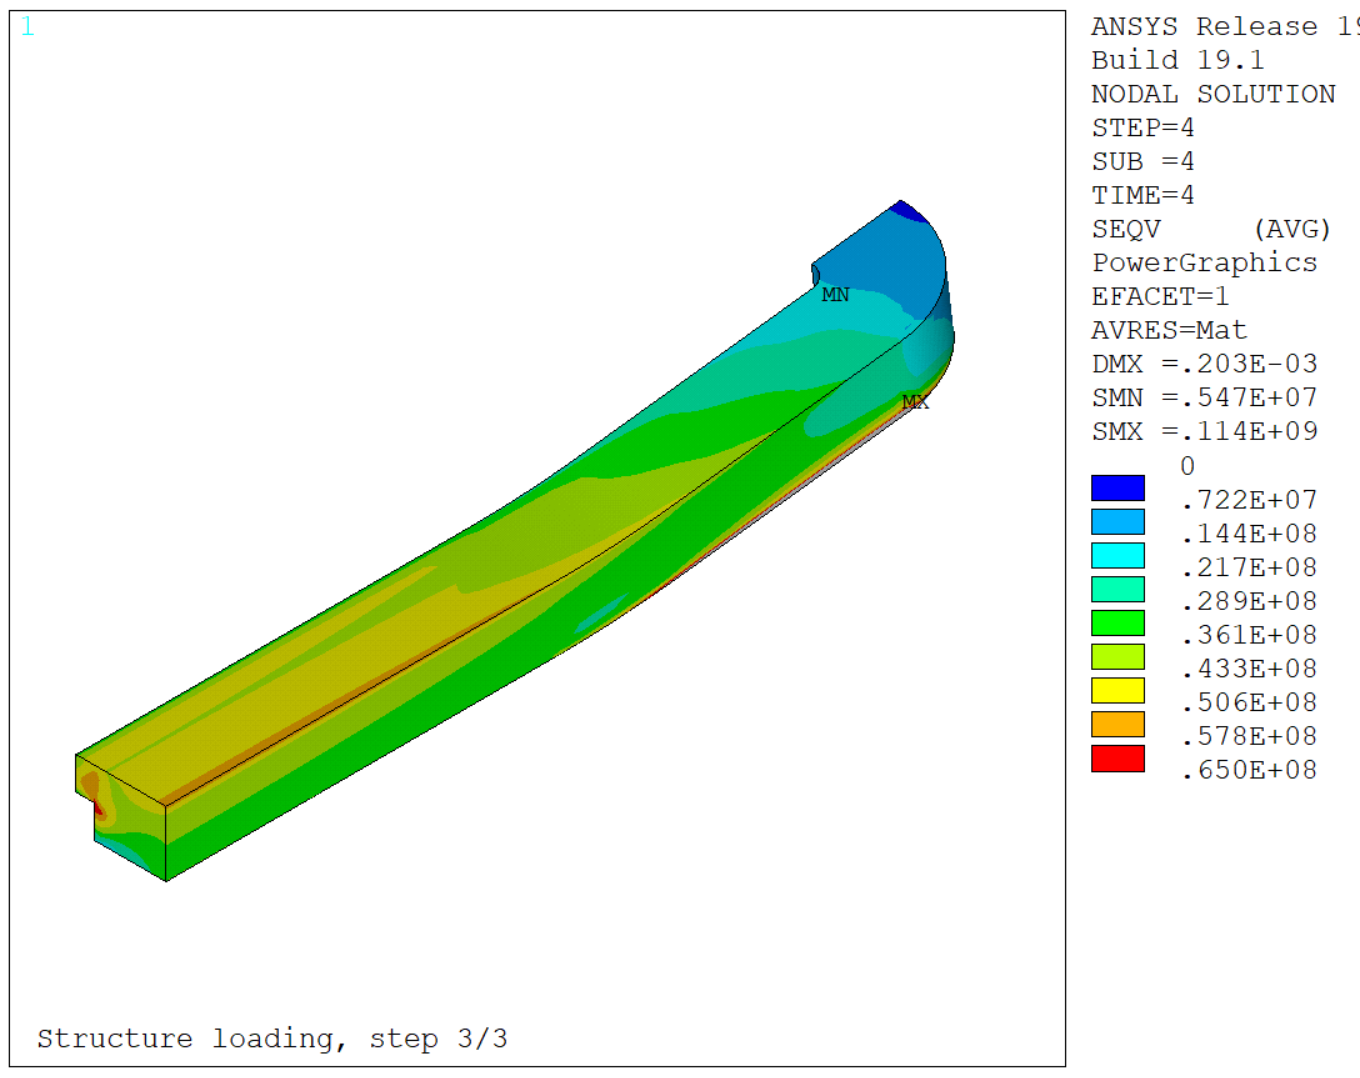 1
ANSYS Release 19
Build 19.1
NODAL SOLUTION
STEP=4
SUB =4
TIME=4
SEQV (AVG)
PowerGraphics
EFACET=1
AVRES=Mat
DMX =.203E-03
SMN =.547E+07
SMX =.114E+09
0
.722E+07
.144E+08
.217E+08
.289E+08
.361E+08
.433E+08
.506E+08
.578E+08
.650E+08
MN
MX
Structure loading, step 3/3